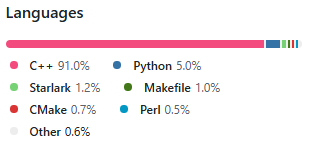 Languages
C++ 91.0% Python 5.0%
Starlark 1.2% Makefile 1.0%
CMake 0.7% Perl 0.5%
Other 0.6%